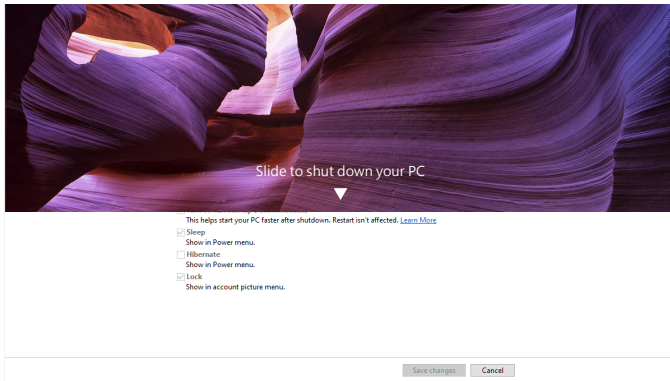 Slide to shut down your PC
This helps start your PC faster after shutdown. Restart isn't affected. Learn More
Sleep
Show in Power menu.
Hibernate
Show in Power menu.
Lock
Show in account picture menu.
Save changes Cancel